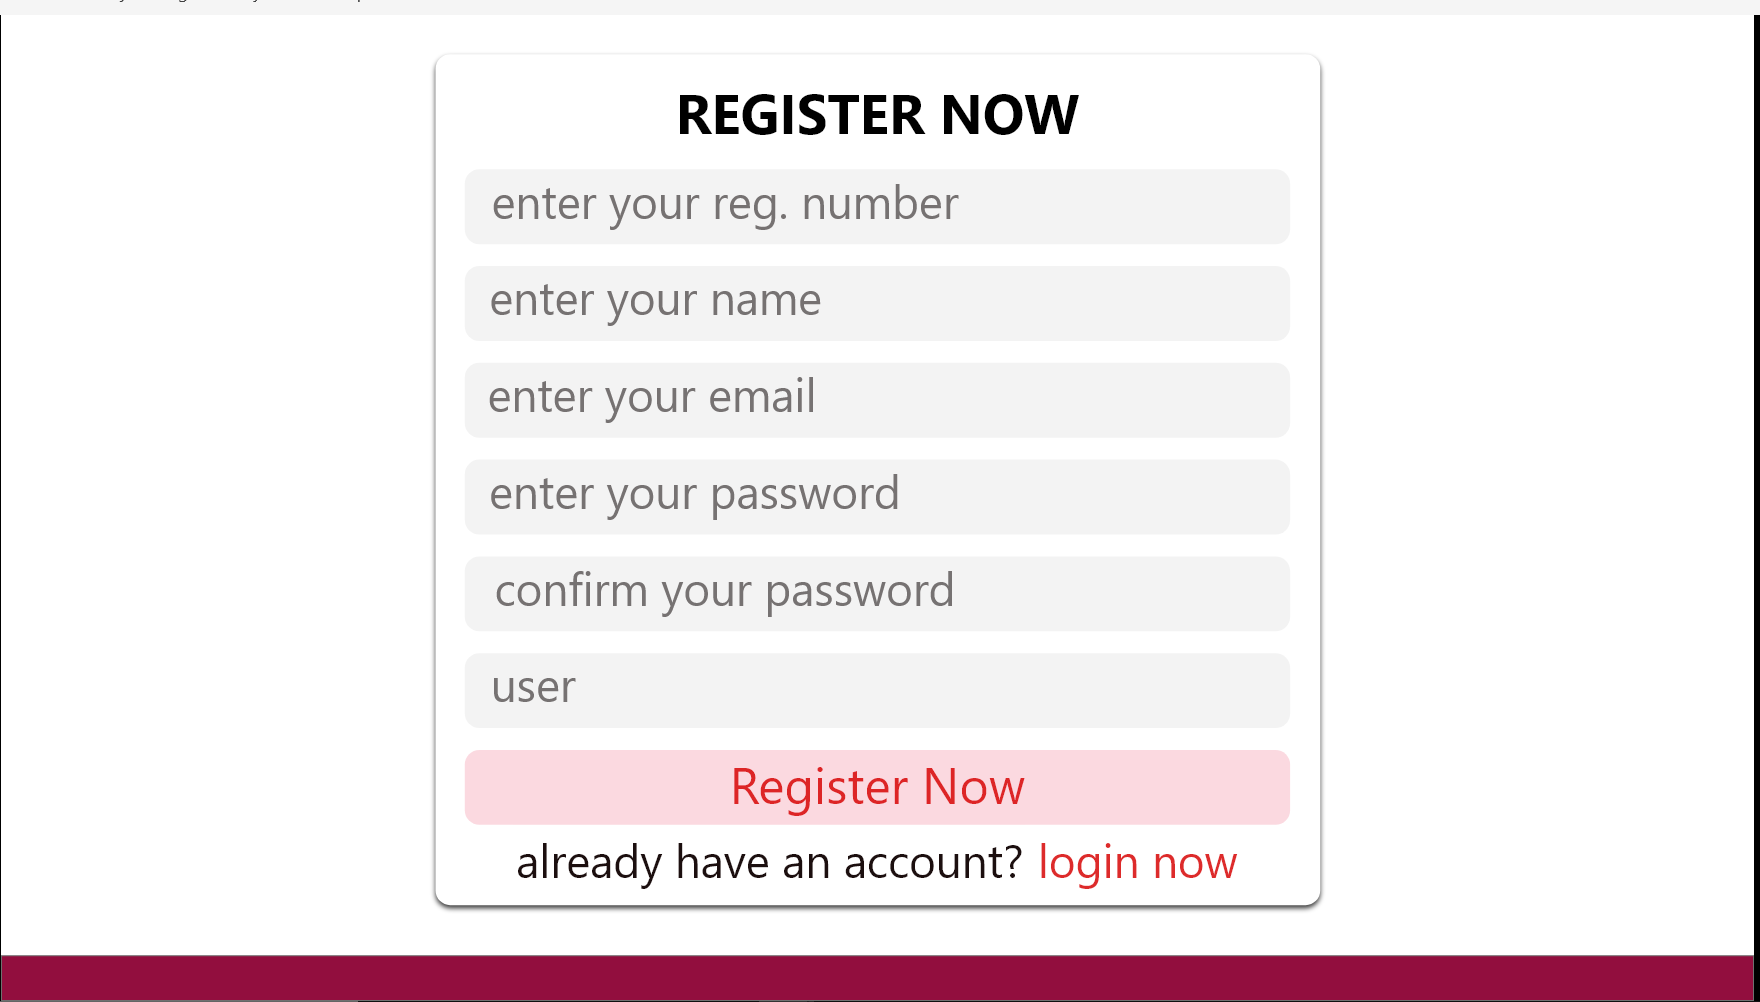 REGISTER NOW
enter your reg. number
enter your name
enter your email
enter your password
confirm your password
user
Register Now
already have an account? login now